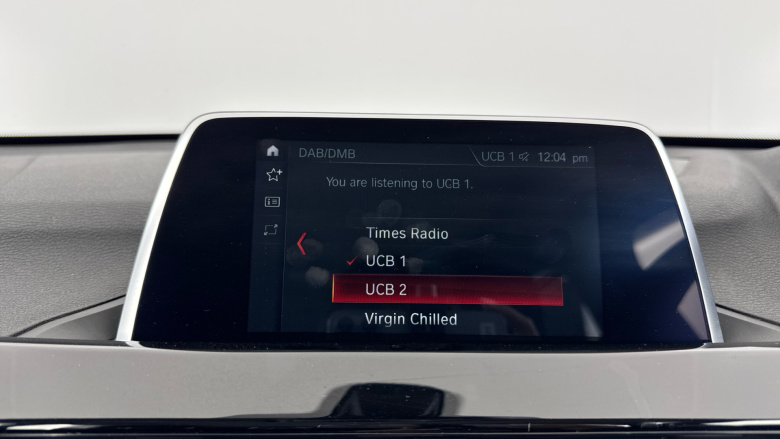 DAB/DMB UCB 1 12:04 pm
You are listening to UCB 1.
Times Radio
UCB 1
UCB 2
Virgin Chilled